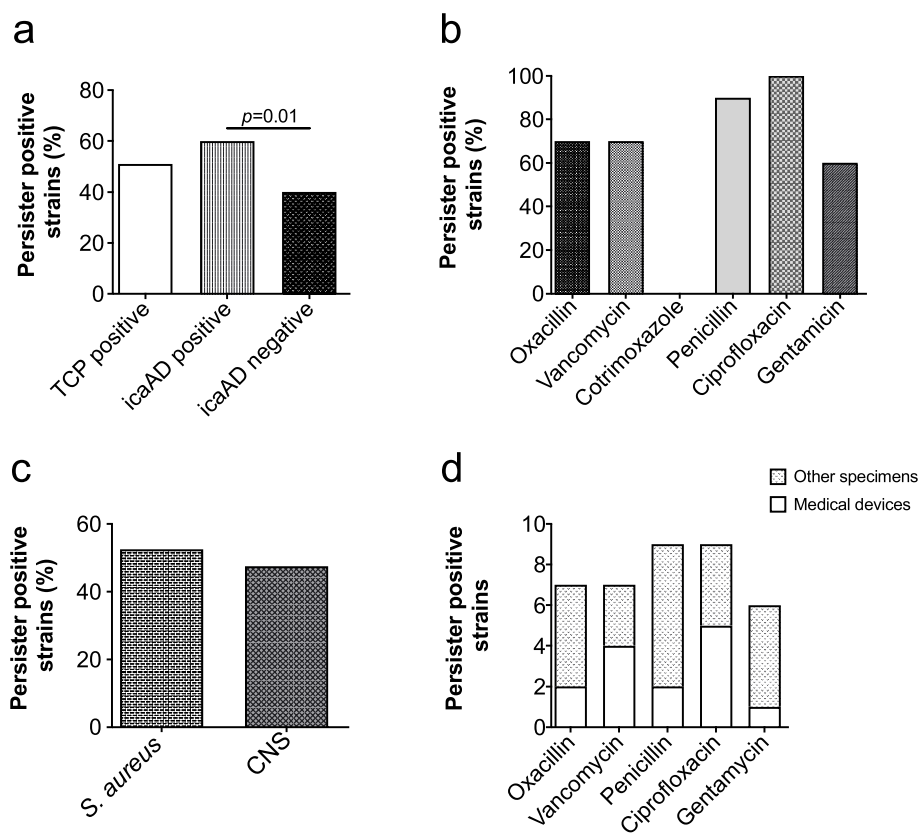 a
Persister positive
strains (%)
80
60
40
20
0
p=0.01
TCP positive
icaAD positive
icaAD negative
b
Persister positive
strains (%)
100
80
60
40
20
0
Oxacillin
Vancomycin
Cotrimoxazole
Penicillin
Ciprofloxacin
Gentamicin
c
Persister positive
strains (%)
60
40
20
0
S. aureus
CNS
d
Other specimens
Medical devices
Persister positive
strains
10
8
6
4
2
0
Oxacillin
Vancomycin
Penicillin
Ciprofloxacin
Gentamycin